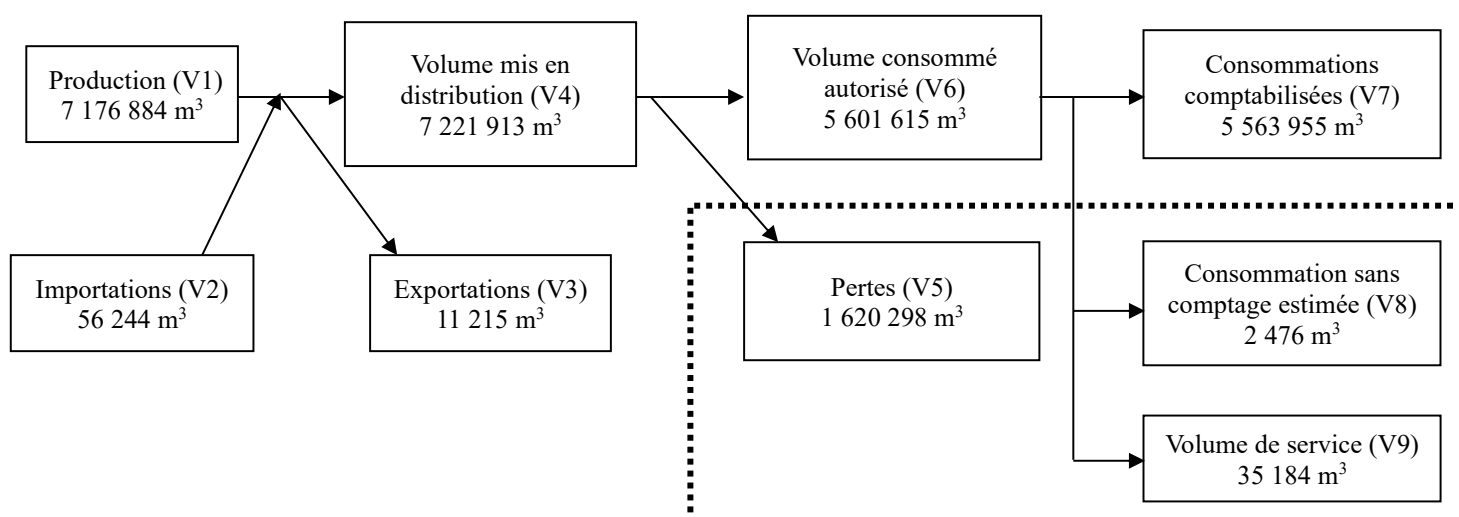 Production (V1)
7 176 884 m³
Volume mis en
distribution (V4)
7 221 913 m³
Volume consommé
autorisé (V6)
5 601 615 m³
Consommations
comptabilisées (V7)
5 563 955 m³
Importations (V2)
56 244 m³
Exportations (V3)
11 215 m³
Pertes (V5)
1 620 298 m³
Consommation sans
comptage estimée (V8)
2 476 m³
Volume de service (V9)
35 184 m³